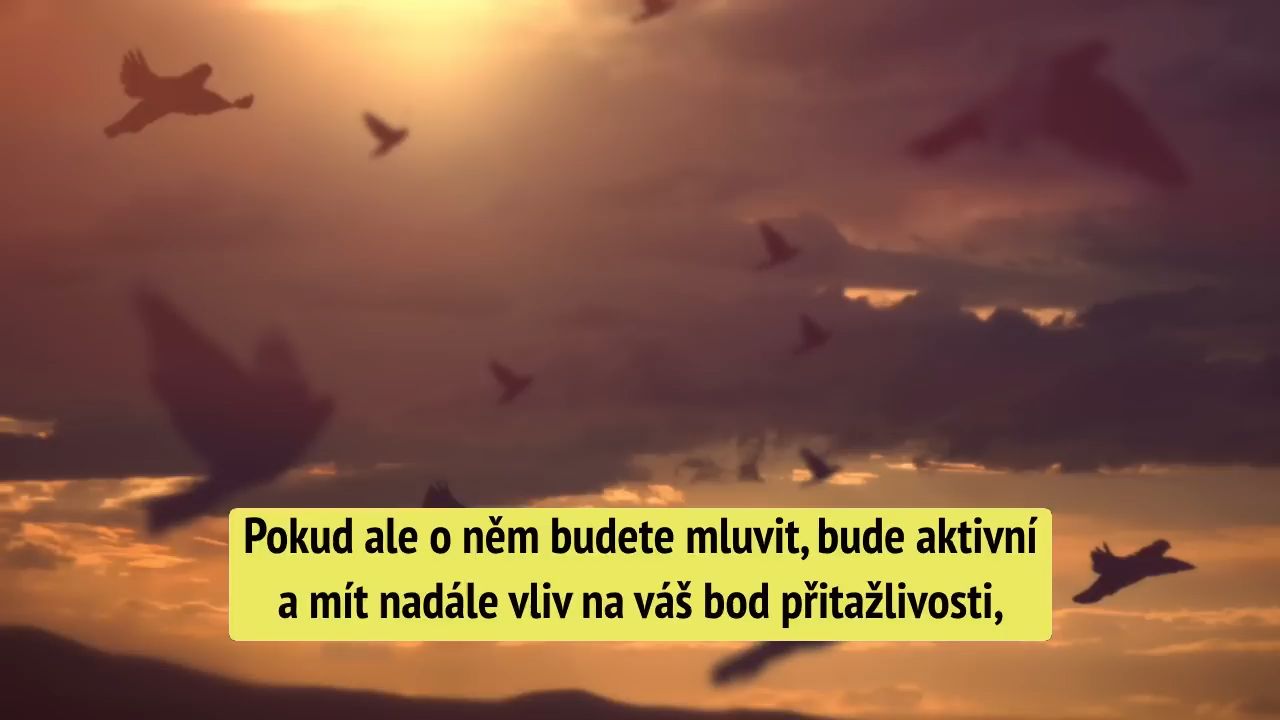 Pokud ale o něm budete mluvit, bude aktivní
a mít nadále vliv na váš bod přitažlivosti,